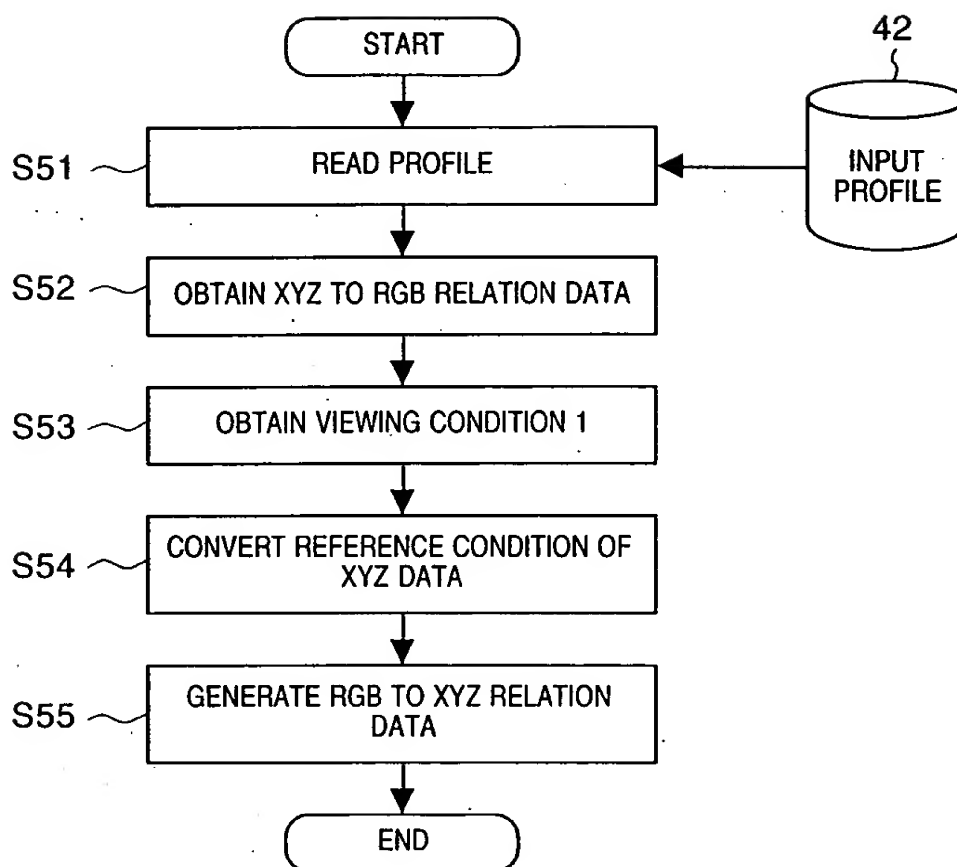 START
42
S51
READ PROFILE
INPUT
PROFILE
S52
OBTAIN XYZ TO RGB RELATION DATA
S53
OBTAIN VIEWING CONDITION 1
S54
CONVERT REFERENCE CONDITION OF
XYZ DATA
S55
GENERATE RGB TO XYZ RELATION
DATA
END